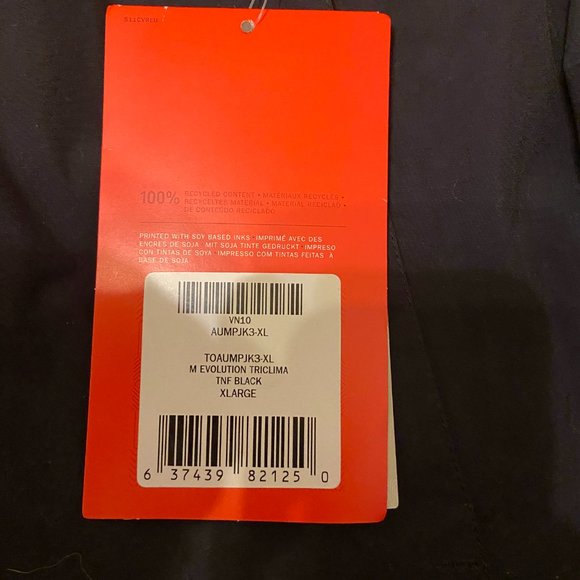 100% RECYCLED CONTENT • MATÉRIAUX RECYCLÉS •
RECYCELTES MATERIAL • MATERIAL RECICLADO •
DE CONTEÚDO RECICLADO
PRINTED WITH SOY BASED INKS · IMPRIMÉ AVEC DES
ENCRES DE SOJA · MIT SOJA TINTE GEDRUCKT · IMPRESO
CON TINTAS DE SOYA · IMPRESSO COM TINTAS FEITAS À
BASE DE SOJA
VN10
AUMPJK3-XL
TOAUMPJK3-XL
M EVOLUTION TRICLIMA
TNF BLACK
XLARGE
6 37439 82125 0